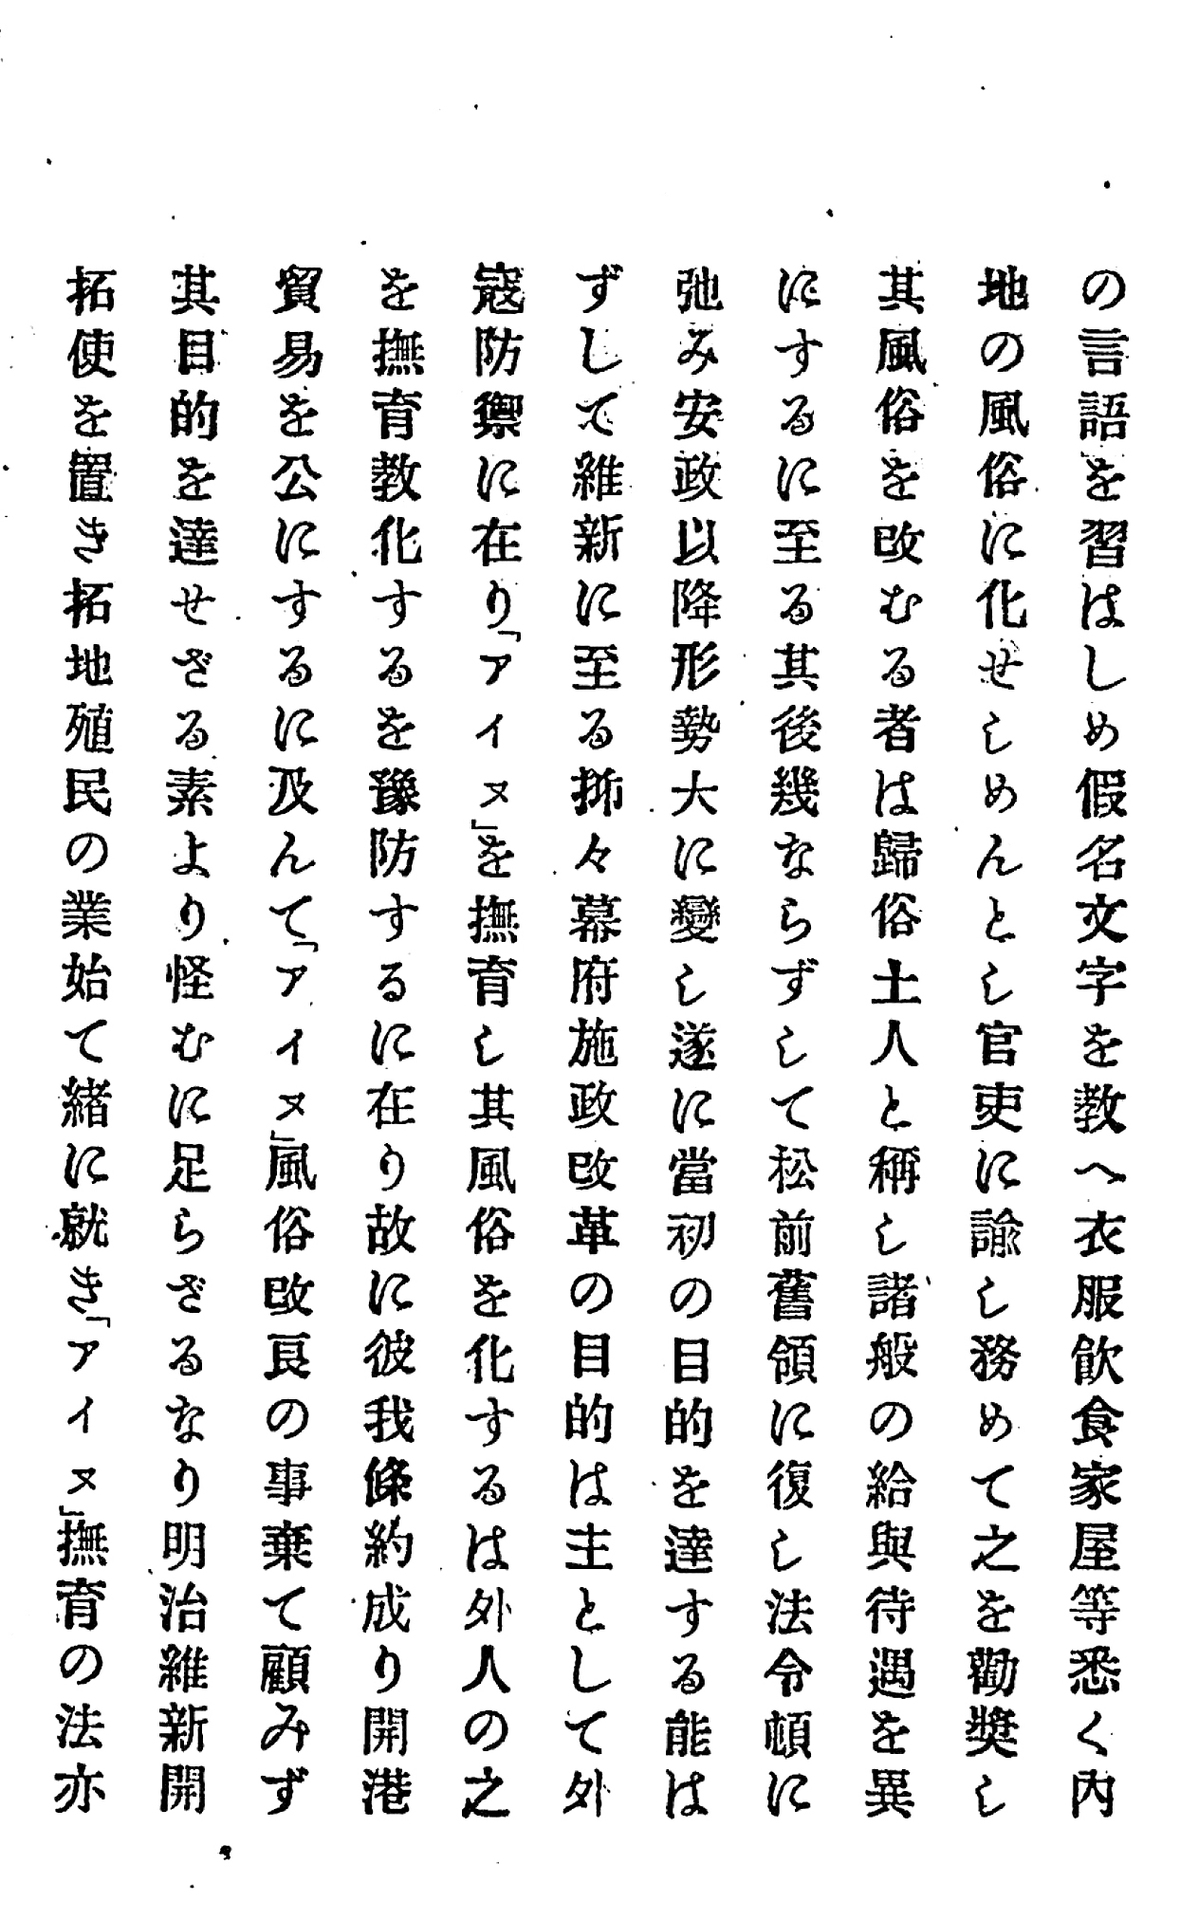 の言語を習はしめ假名文字を教へ衣服飮食家屋等悉く内
地の風俗に化せしめんとし官吏に諭し務めて之を勸奬し
其風俗を改むる者は歸俗土人と稱し諸般の給與待遇を異
にするに至る其後幾ならずして松前舊領に復し法令頓に
弛み安政以降形勢大に變し遂に當初の目的を達する能は
ずして維新に至る抑々幕府施政改革の目的は主として外
寇防禦に在り「アイヌ」を撫育し其風俗を化するは外人の之
を撫育教化するを豫防するに在り故に彼我條約成り開港
貿易を公にするに及んて「アイヌ」風俗改良の事棄て顧みず
其目的を達せざる素より怪むに足らざるなり明治維新開
拓使を置き拓地殖民の業始て緒に就き「アイヌ」撫育の法亦